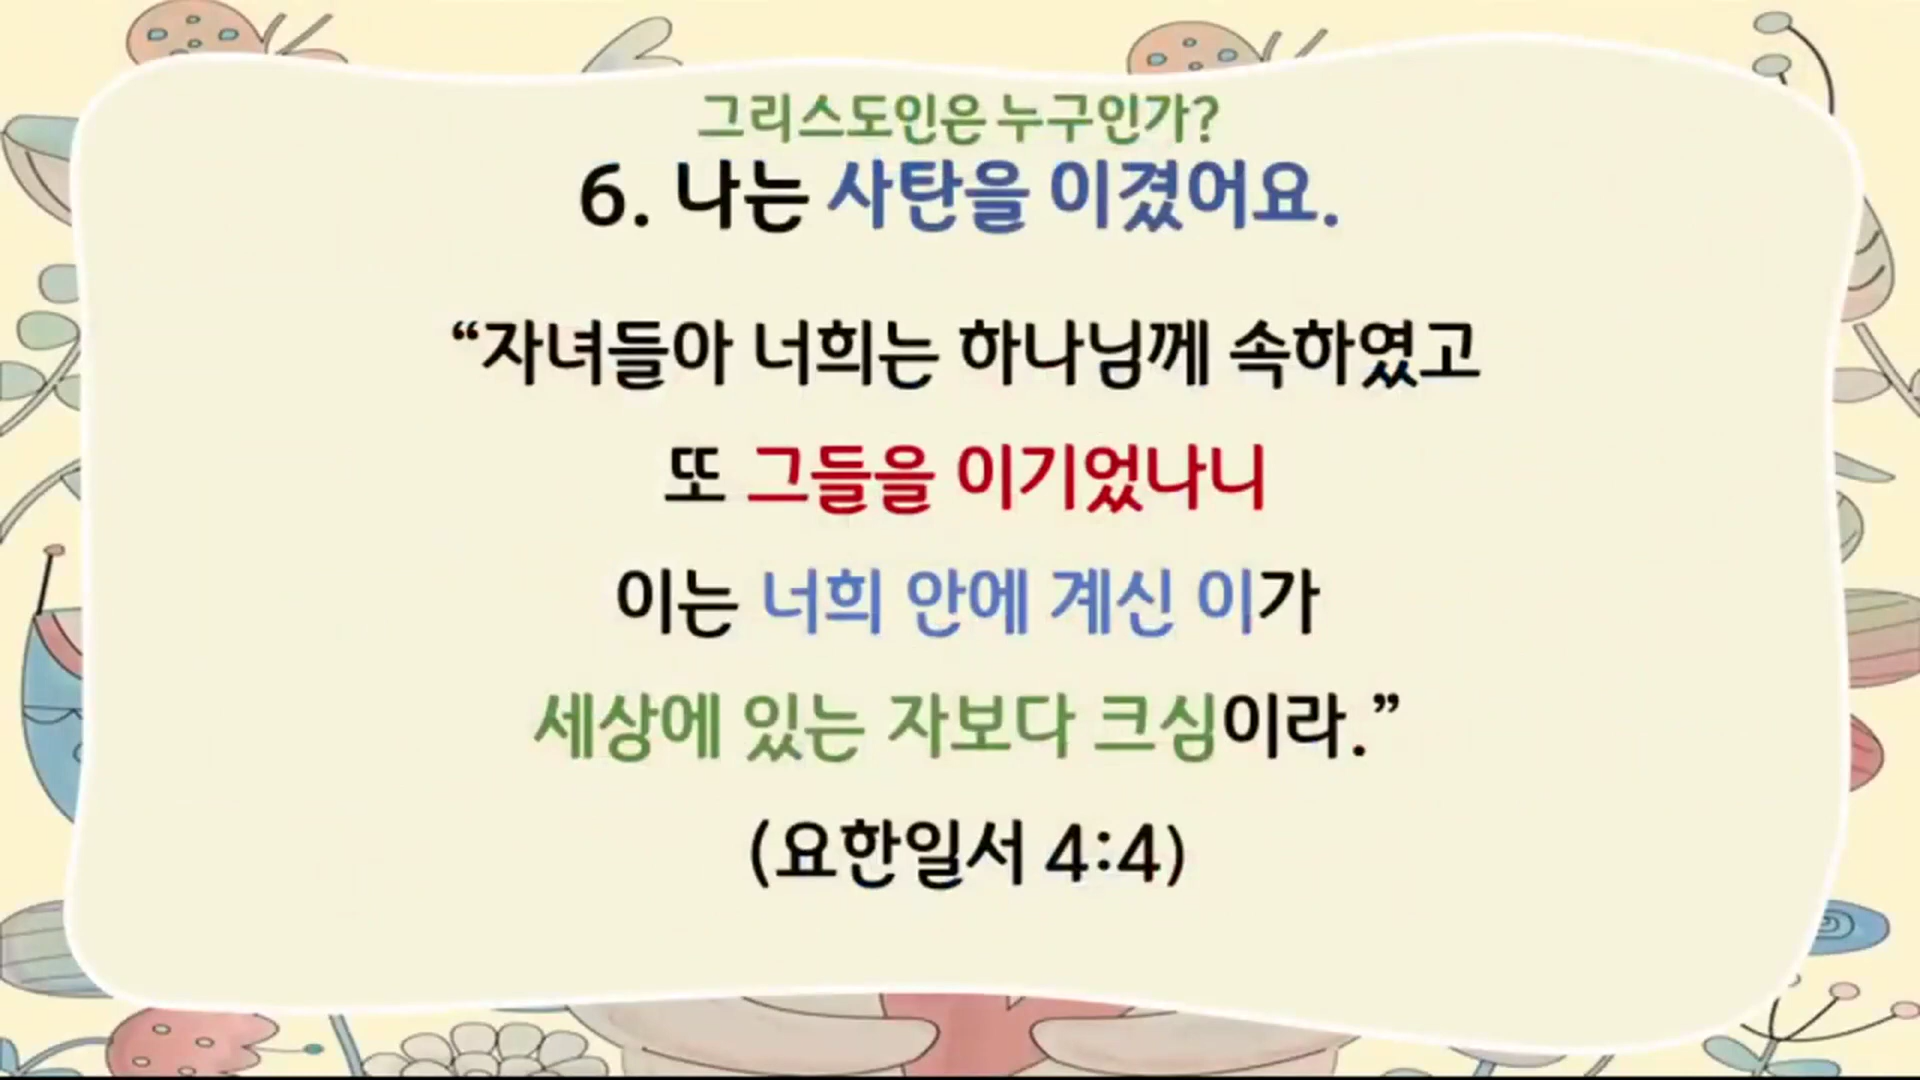 그리스도인은 누구인가?
6. 나는 사탄을 이겼어요.
“자녀들아 너희는 하나님께 속하였고
또 그들을 이기었나니
이는 너희 안에 계신 이가
세상에 있는 자보다 크심이라.”
(요한일서 4:4)